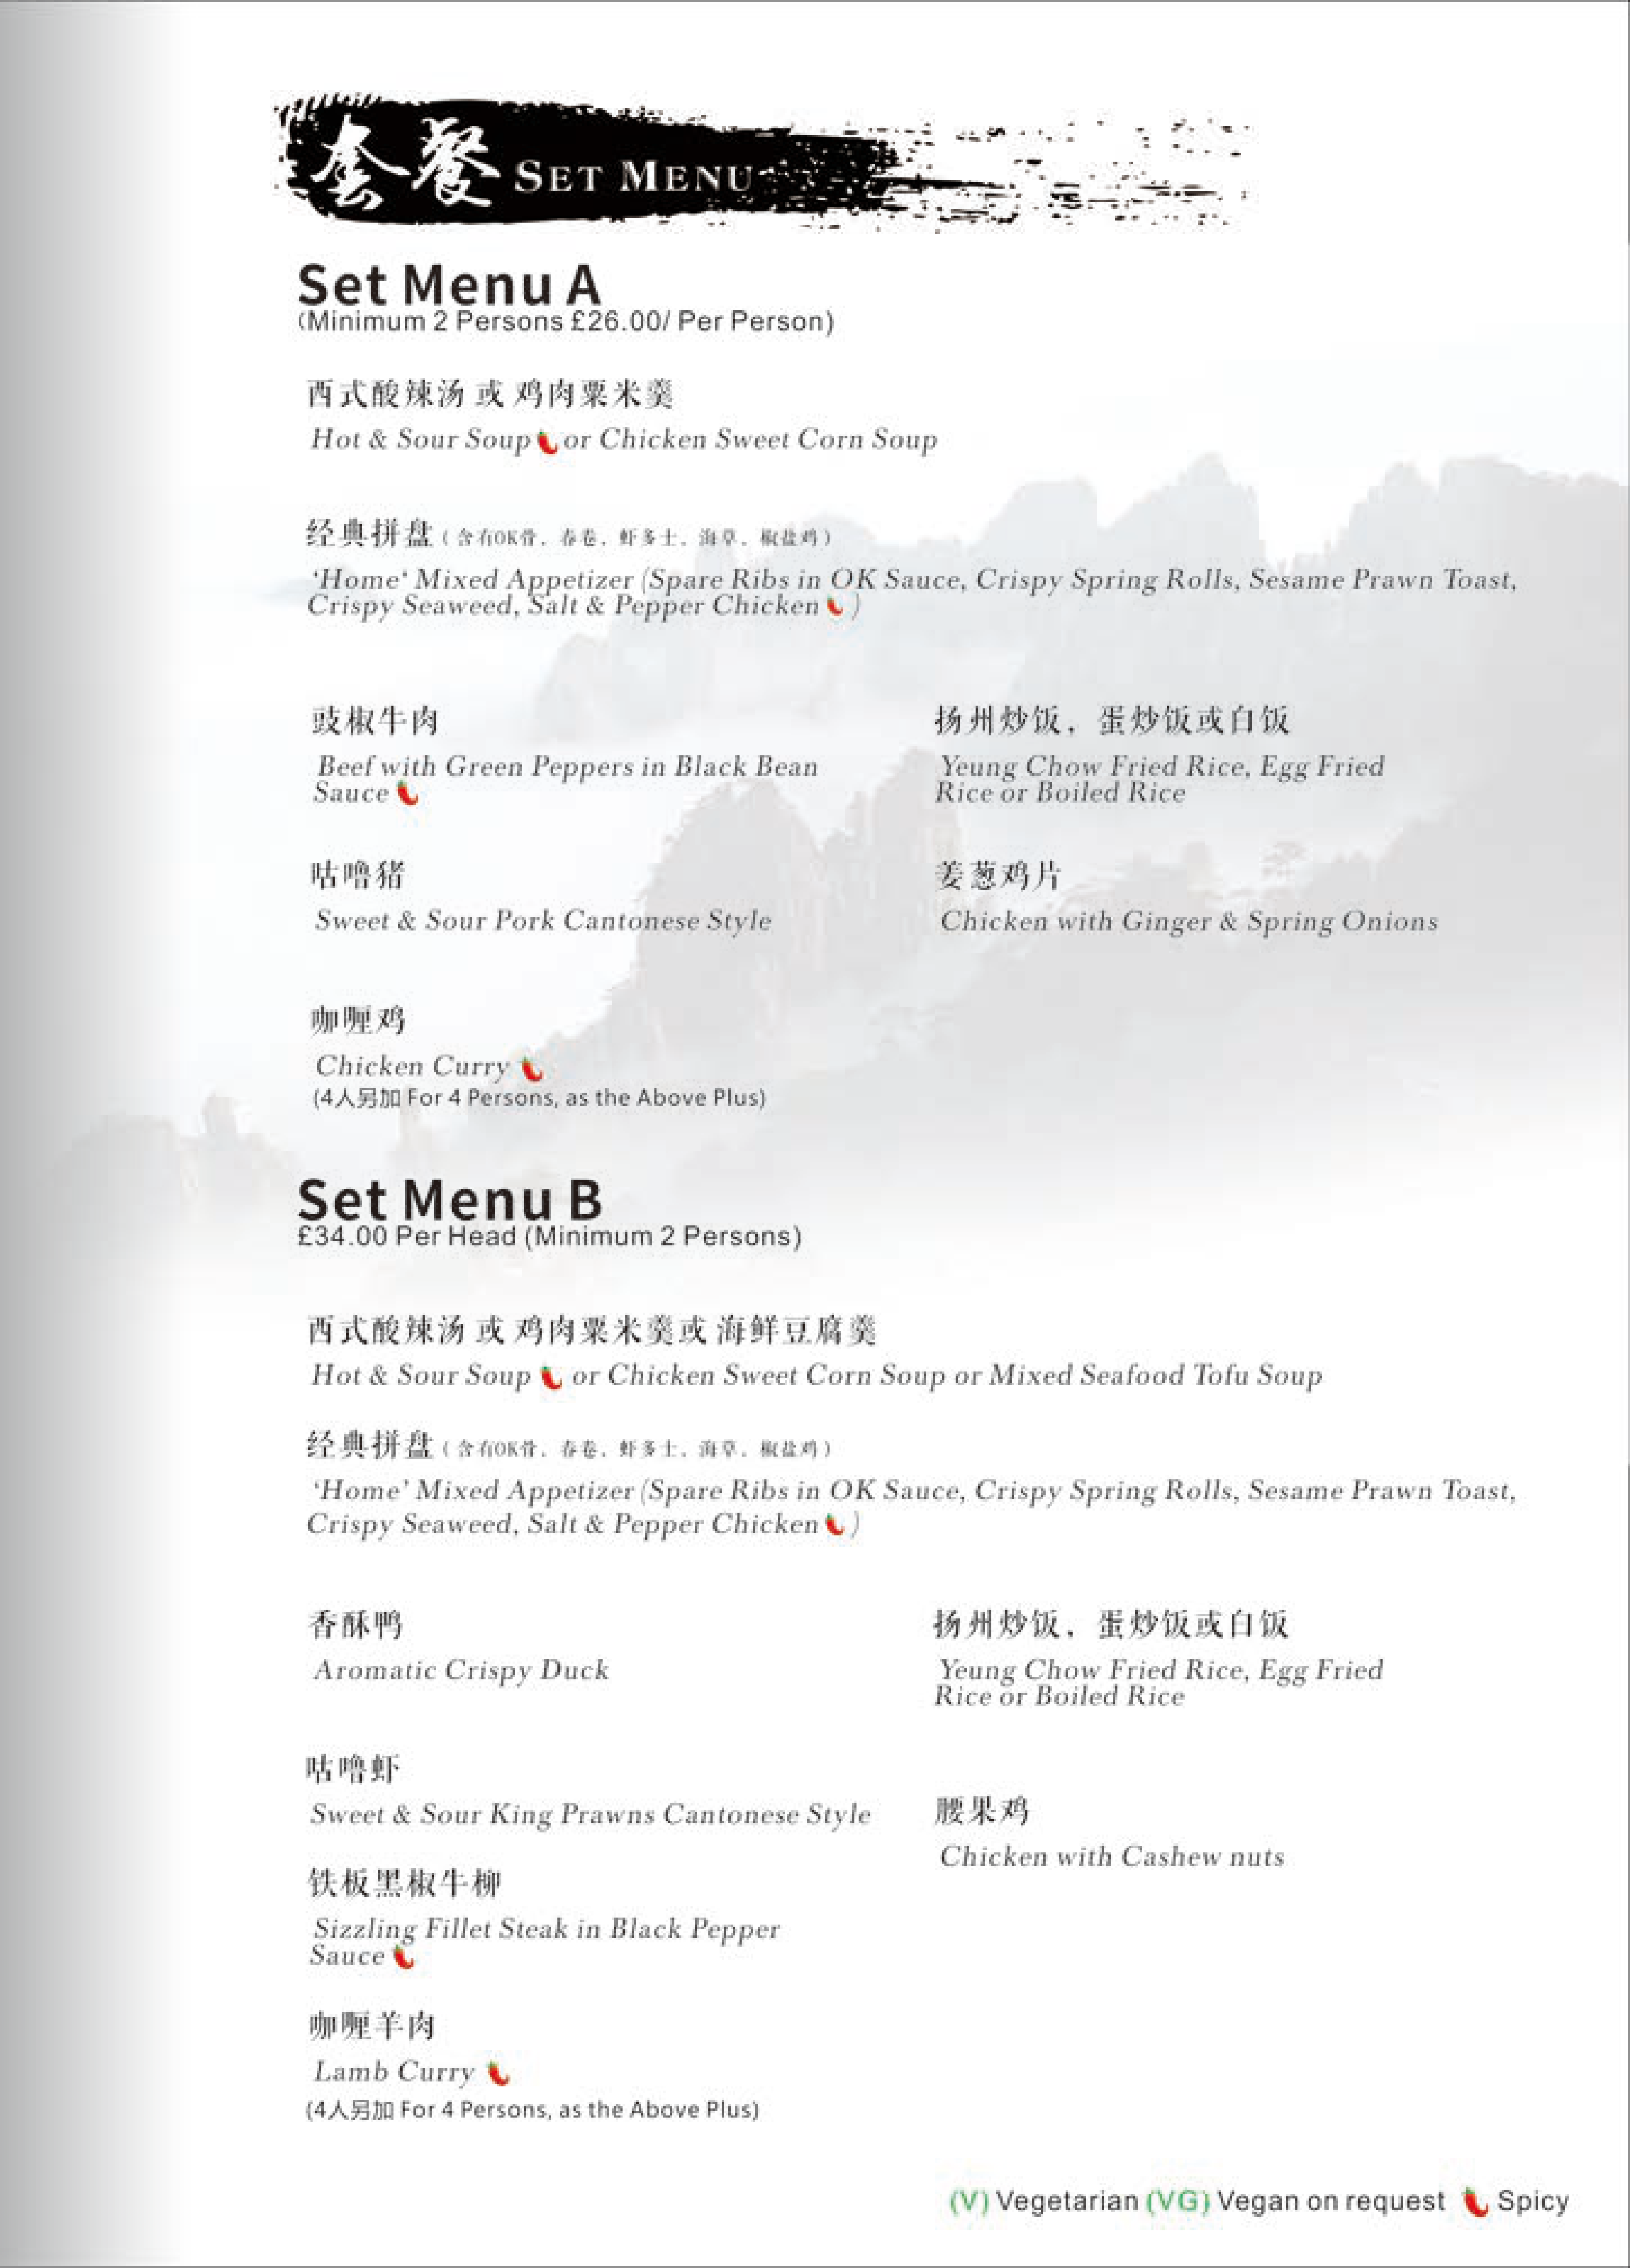 套餐 SET MENU
Set Menu A
(Minimum 2 Persons £26.00/ Per Person)
西式酸辣汤 或 鸡肉粟米羹
Hot & Sour Soup or Chicken Sweet Corn Soup
经典拼盘（含有OK骨、春卷、虾多士、海草、椒盐鸡）
‘Home‘ Mixed Appetizer (Spare Ribs in OK Sauce, Crispy Spring Rolls, Sesame Prawn Toast,
Crispy Seaweed, Salt & Pepper Chicken )
豉椒牛肉
Beef with Green Peppers in Black Bean
Sauce
扬州炒饭，蛋炒饭或白饭
Yeung Chow Fried Rice, Egg Fried
Rice or Boiled Rice
咕噜猪
Sweet & Sour Pork Cantonese Style
姜葱鸡片
Chicken with Ginger & Spring Onions
咖喱鸡
Chicken Curry
(4人另加 For 4 Persons, as the Above Plus)
Set Menu B
£34.00 Per Head (Minimum 2 Persons)
西式酸辣汤 或 鸡肉粟米羹或 海鲜豆腐羹
Hot & Sour Soup or Chicken Sweet Corn Soup or Mixed Seafood Tofu Soup
经典拼盘（含有OK骨、春卷、虾多士、海草、椒盐鸡）
‘Home’ Mixed Appetizer (Spare Ribs in OK Sauce, Crispy Spring Rolls, Sesame Prawn Toast,
Crispy Seaweed, Salt & Pepper Chicken )
香酥鸭
Aromatic Crispy Duck
扬州炒饭，蛋炒饭或白饭
Yeung Chow Fried Rice, Egg Fried
Rice or Boiled Rice
咕噜虾
Sweet & Sour King Prawns Cantonese Style
腰果鸡
Chicken with Cashew nuts
铁板黑椒牛柳
Sizzling Fillet Steak in Black Pepper
Sauce
咖喱羊肉
Lamb Curry
(4人另加 For 4 Persons, as the Above Plus)
(V) Vegetarian (VG) Vegan on request Spicy